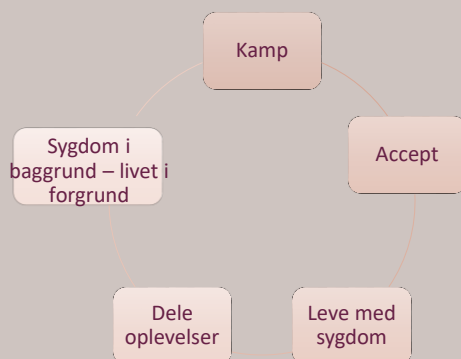 Kamp
Accept
Leve med
sygdom
Dele
oplevelser
Sygdom i
baggrund – livet i
forgrund